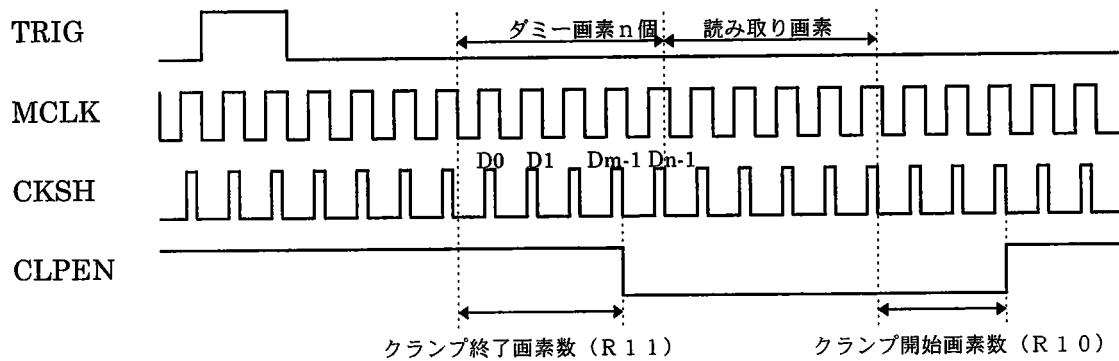 TRIG
ダミー画素n個
読み取り画素
MCLK
D0 D1 Dm-1 Dn-1
CKSH
CLPEN
クランプ終了画素数（R11）
クランプ開始画素数（R10）